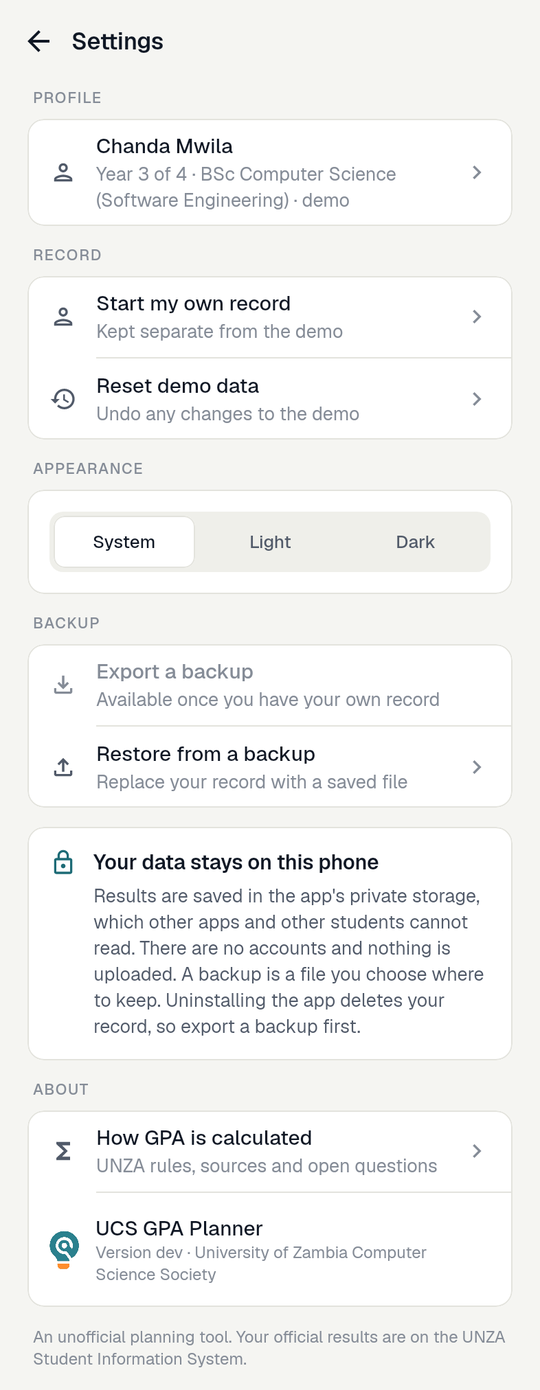 Settings
PROFILE
Chanda Mwila
Year 3 of 4 · BSc Computer Science
(Software Engineering) · demo
RECORD
Start my own record
Kept separate from the demo
Reset demo data
Undo any changes to the demo
APPEARANCE
System
Light
Dark
BACKUP
Export a backup
Available once you have your own record
Restore from a backup
Replace your record with a saved file
Your data stays on this phone
Results are saved in the app's private storage,
which other apps and other students cannot
read. There are no accounts and nothing is
uploaded. A backup is a file you choose where
to keep. Uninstalling the app deletes your
record, so export a backup first.
ABOUT
How GPA is calculated
UNZA rules, sources and open questions
UCS GPA Planner
Version dev · University of Zambia Computer
Science Society
An unofficial planning tool. Your official results are on the UNZA
Student Information System.